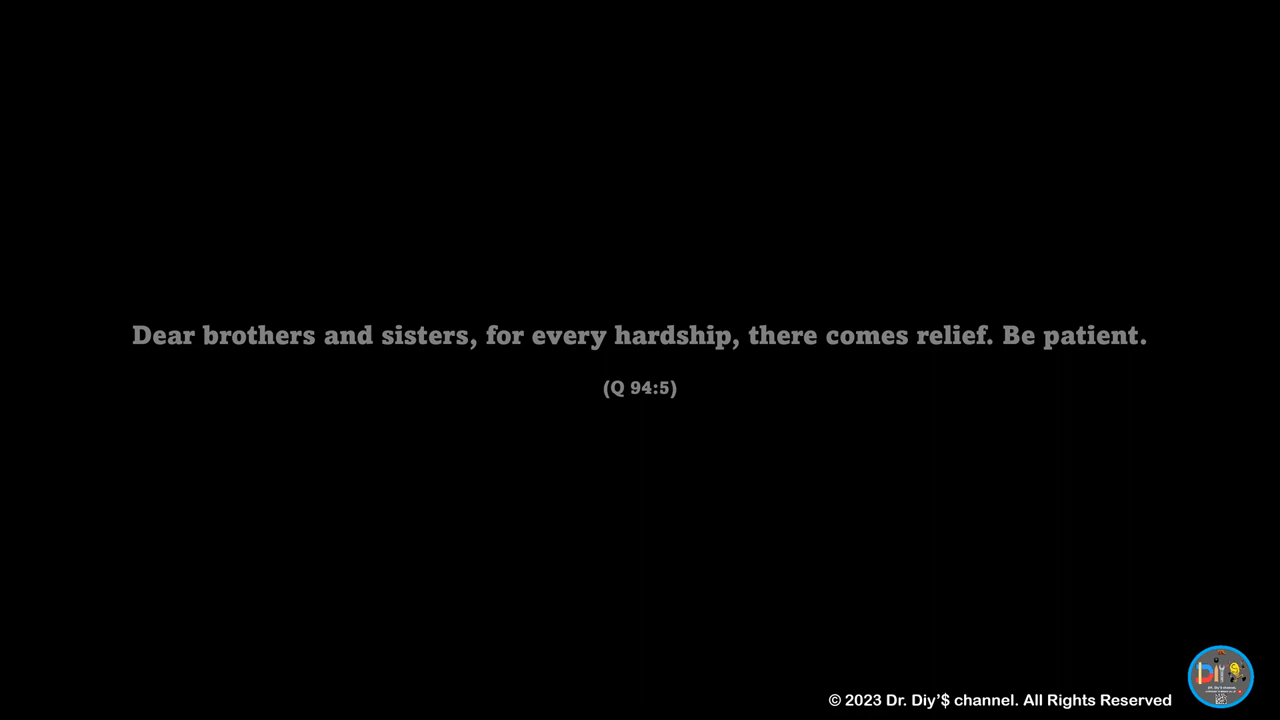 Dear brothers and sisters, for every hardship, there comes relief. Be patient.
(Q 94:5)
© 2023 Dr. Diy’$ channel. All Rights Reserved